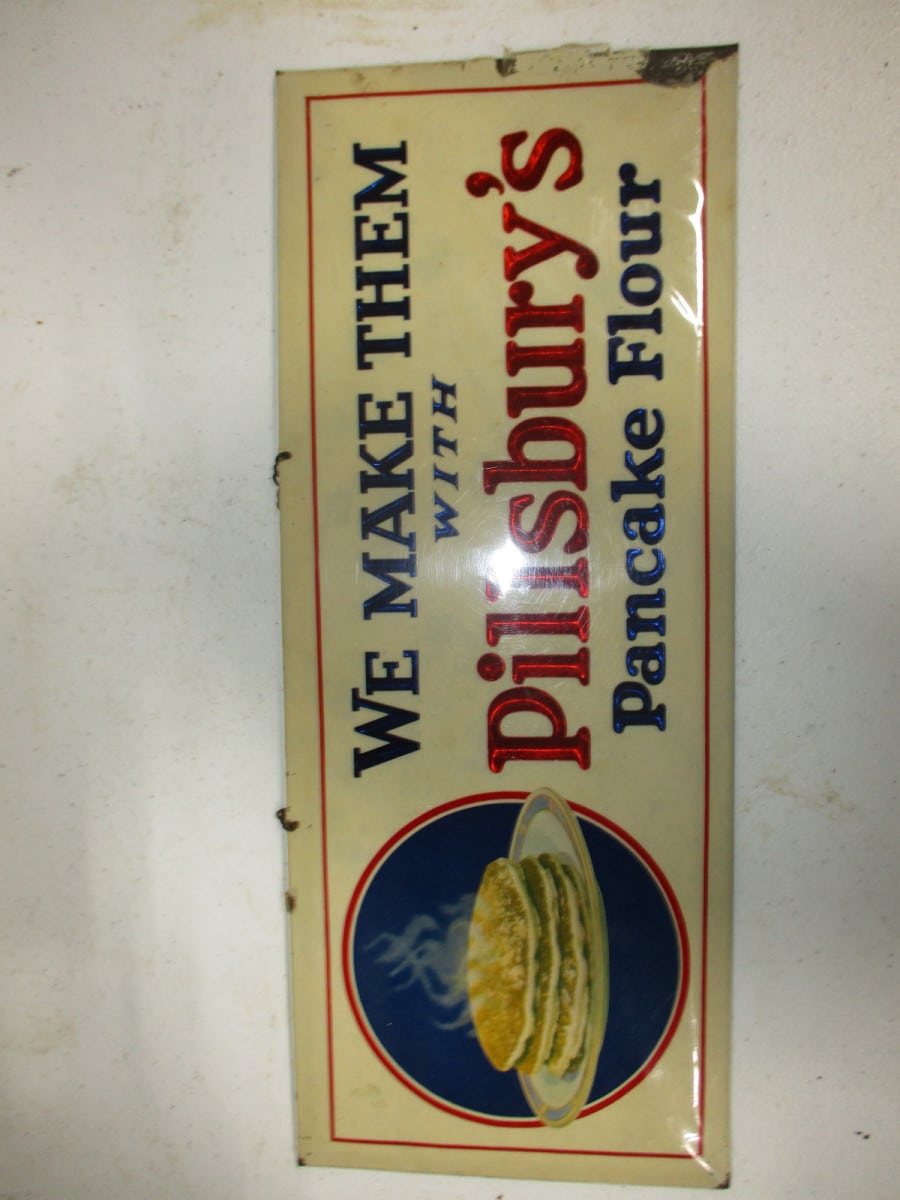 WE MAKE THEM
WITH
Pillsbury's
Pancake Flour